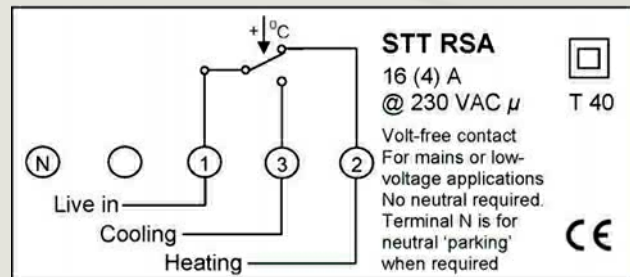 + ºC
STT RSA
16 (4) A
@ 230 VAC µ
T 40
Volt-free contact
For mains or low-
voltage applications
No neutral required.
Terminal N is for
neutral 'parking'
when required
CE
N 1 3 2
Live in
Cooling
Heating